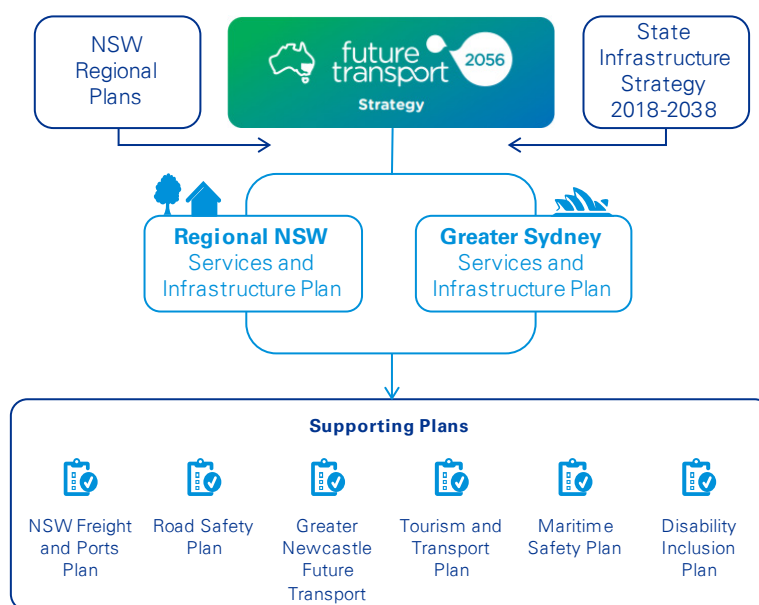 NSW
Regional
Plans
future
transport
2056
Strategy
State
Infrastructure
Strategy
2018-2038
Regional NSW
Services and
Infrastructure Plan
Greater Sydney
Services and
Infrastructure Plan
Supporting Plans
NSW Freight
and Ports
Plan
Road Safety
Plan
Greater
Newcastle
Future
Transport
Tourism and
Transport
Plan
Maritime
Safety Plan
Disability
Inclusion
Plan